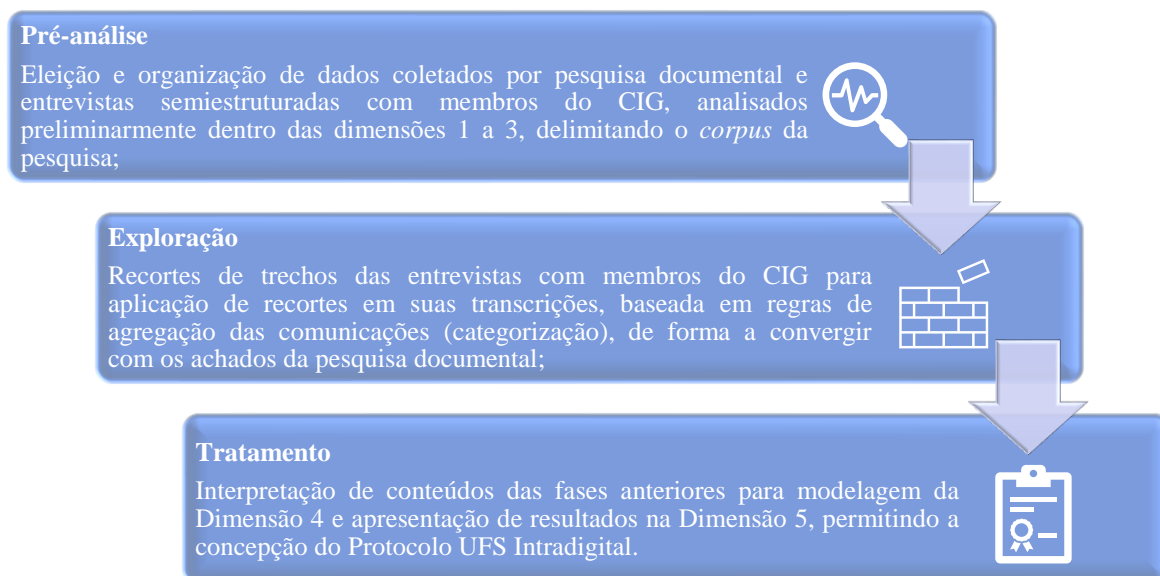 Pré-análise
Eleição e organização de dados coletados por pesquisa documental e
entrevistas semiestruturadas com membros do CIG, analisados
preliminarmente dentro das dimensões 1 a 3, delimitando o corpus da
pesquisa;
Exploração
Recortes de trechos das entrevistas com membros do CIG para
aplicação de recortes em suas transcrições, baseada em regras de
agregação das comunicações (categorização), de forma a convergir
com os achados da pesquisa documental;
Tratamento
Interpretação de conteúdos das fases anteriores para modelagem da
Dimensão 4 e apresentação de resultados na Dimensão 5, permitindo a
concepção do Protocolo UFS Intradigital.